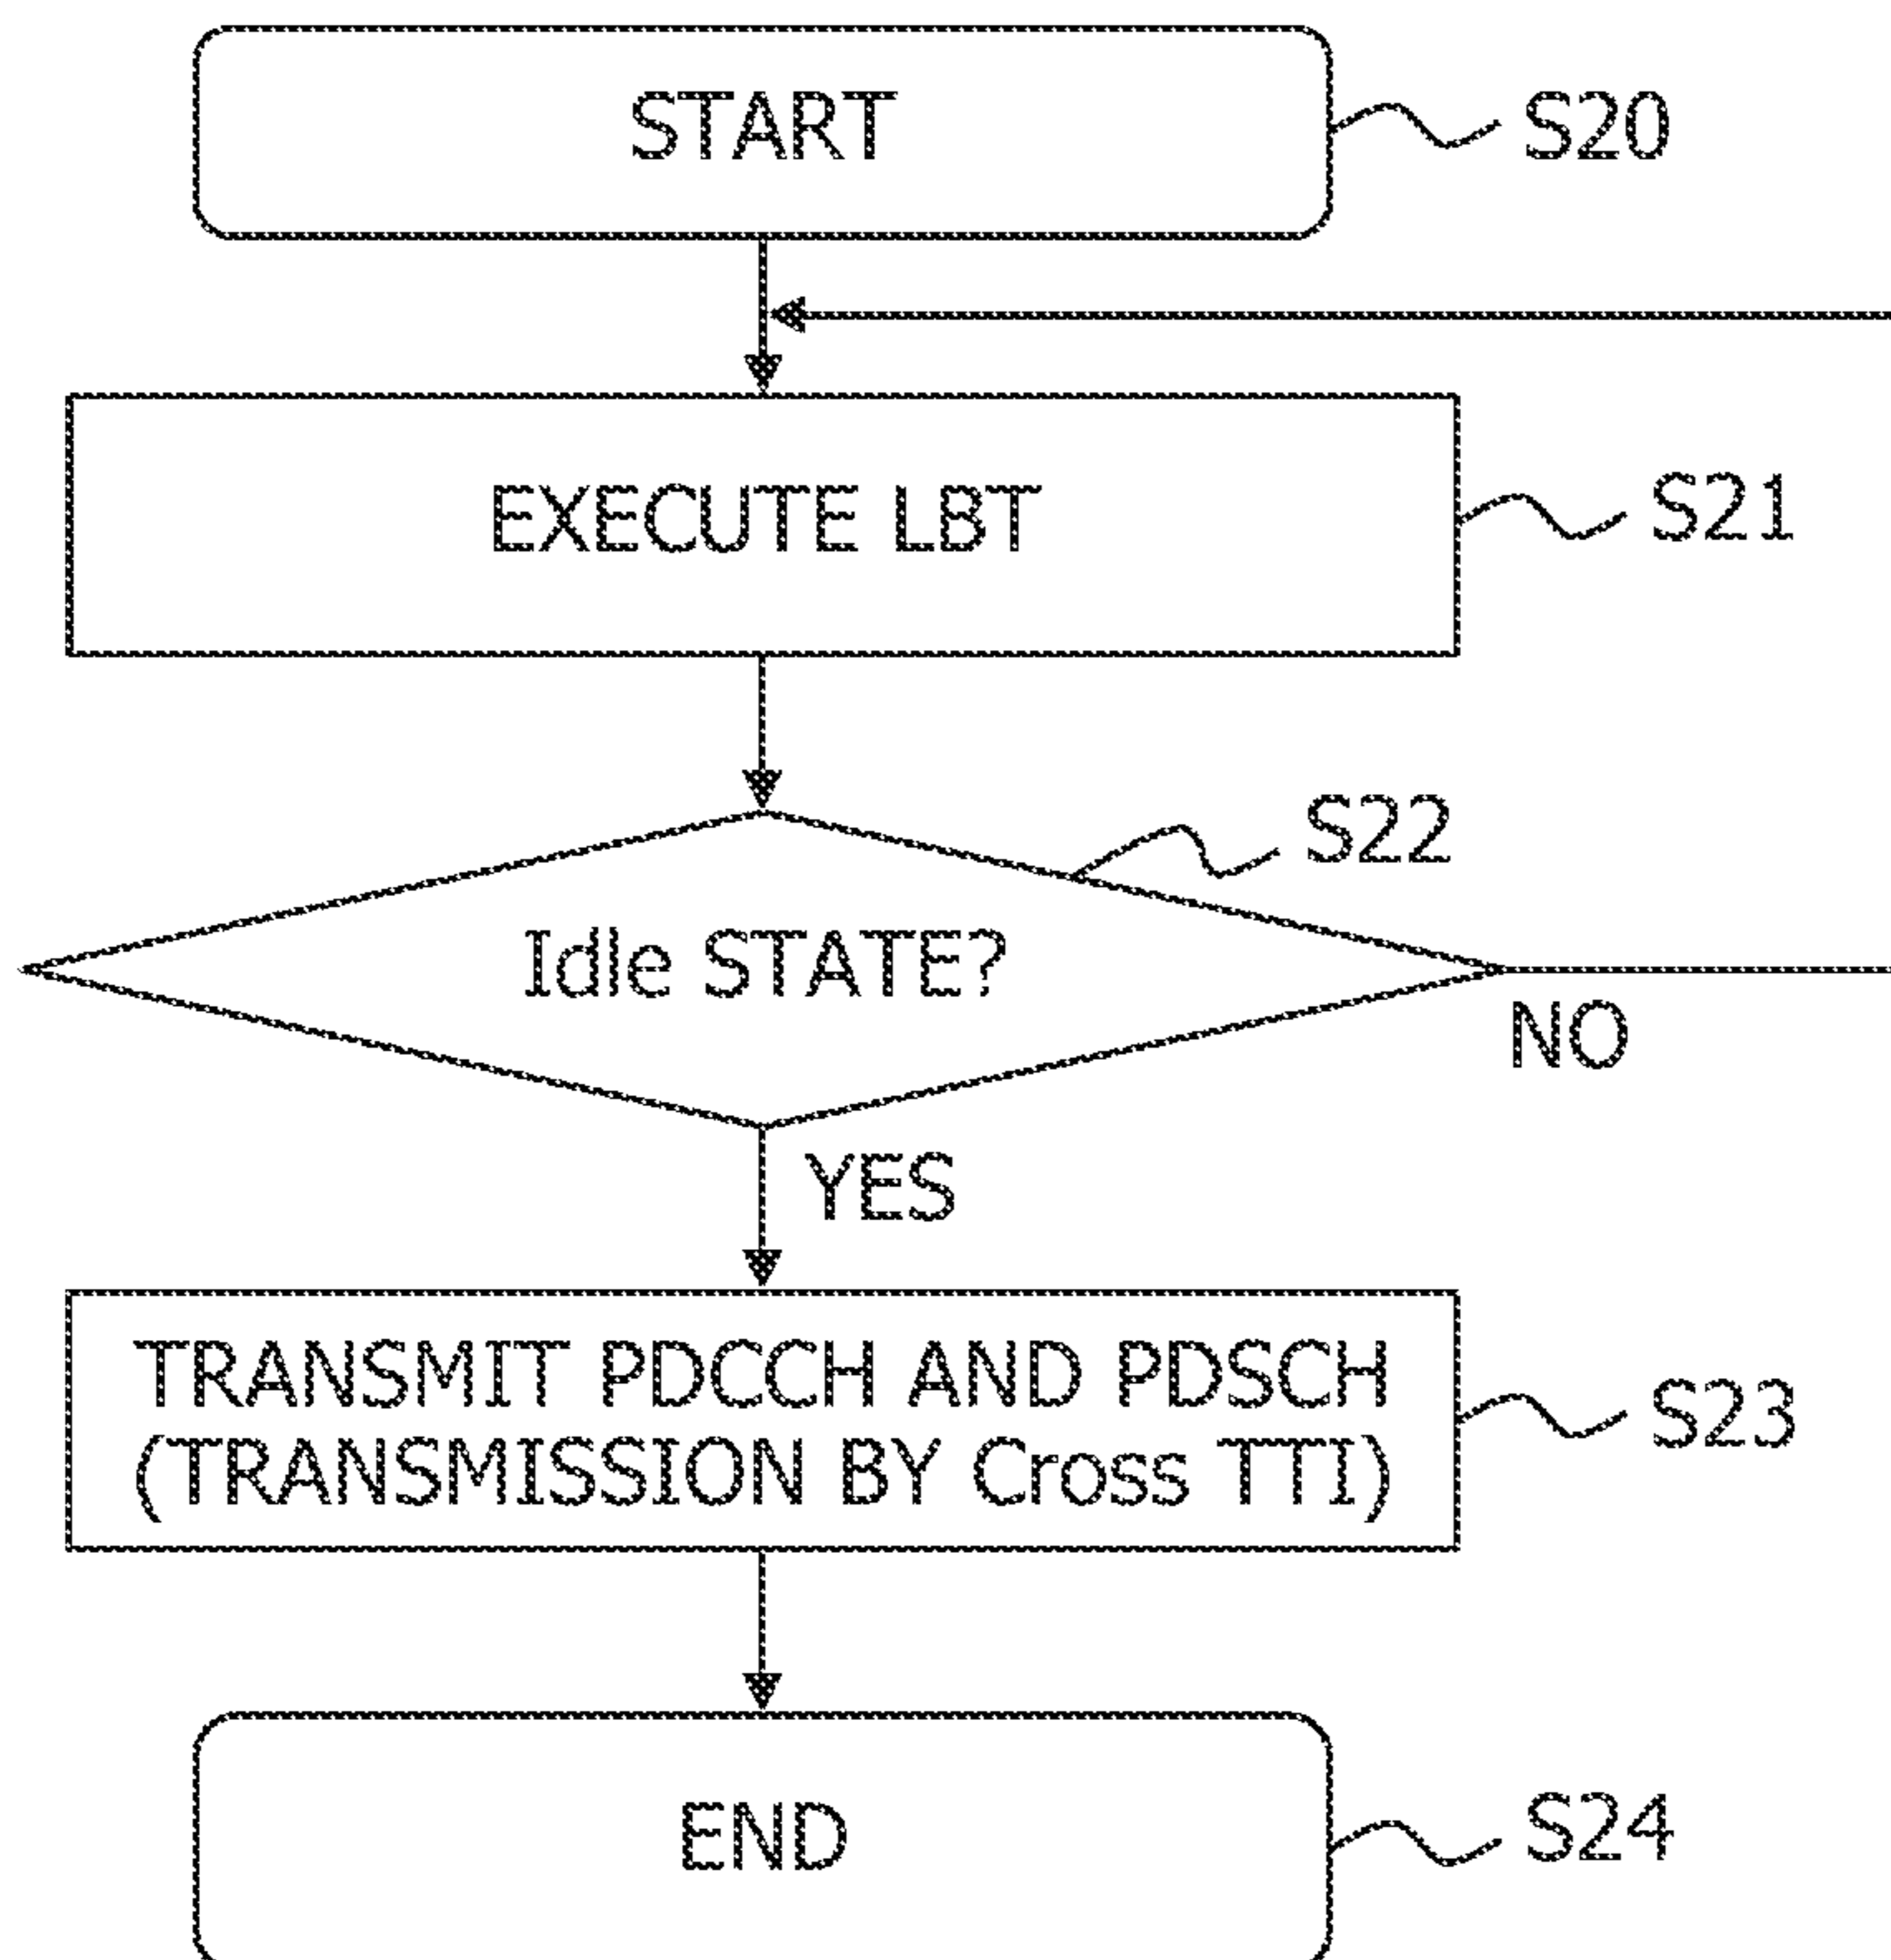 START
S20
EXECUTE LBT
S21
S22
Idle STATE?
NO
YES
TRANSMIT PDCCH AND PDSCH
(TRANSMISSION BY Cross TTI)
S23
END
S24